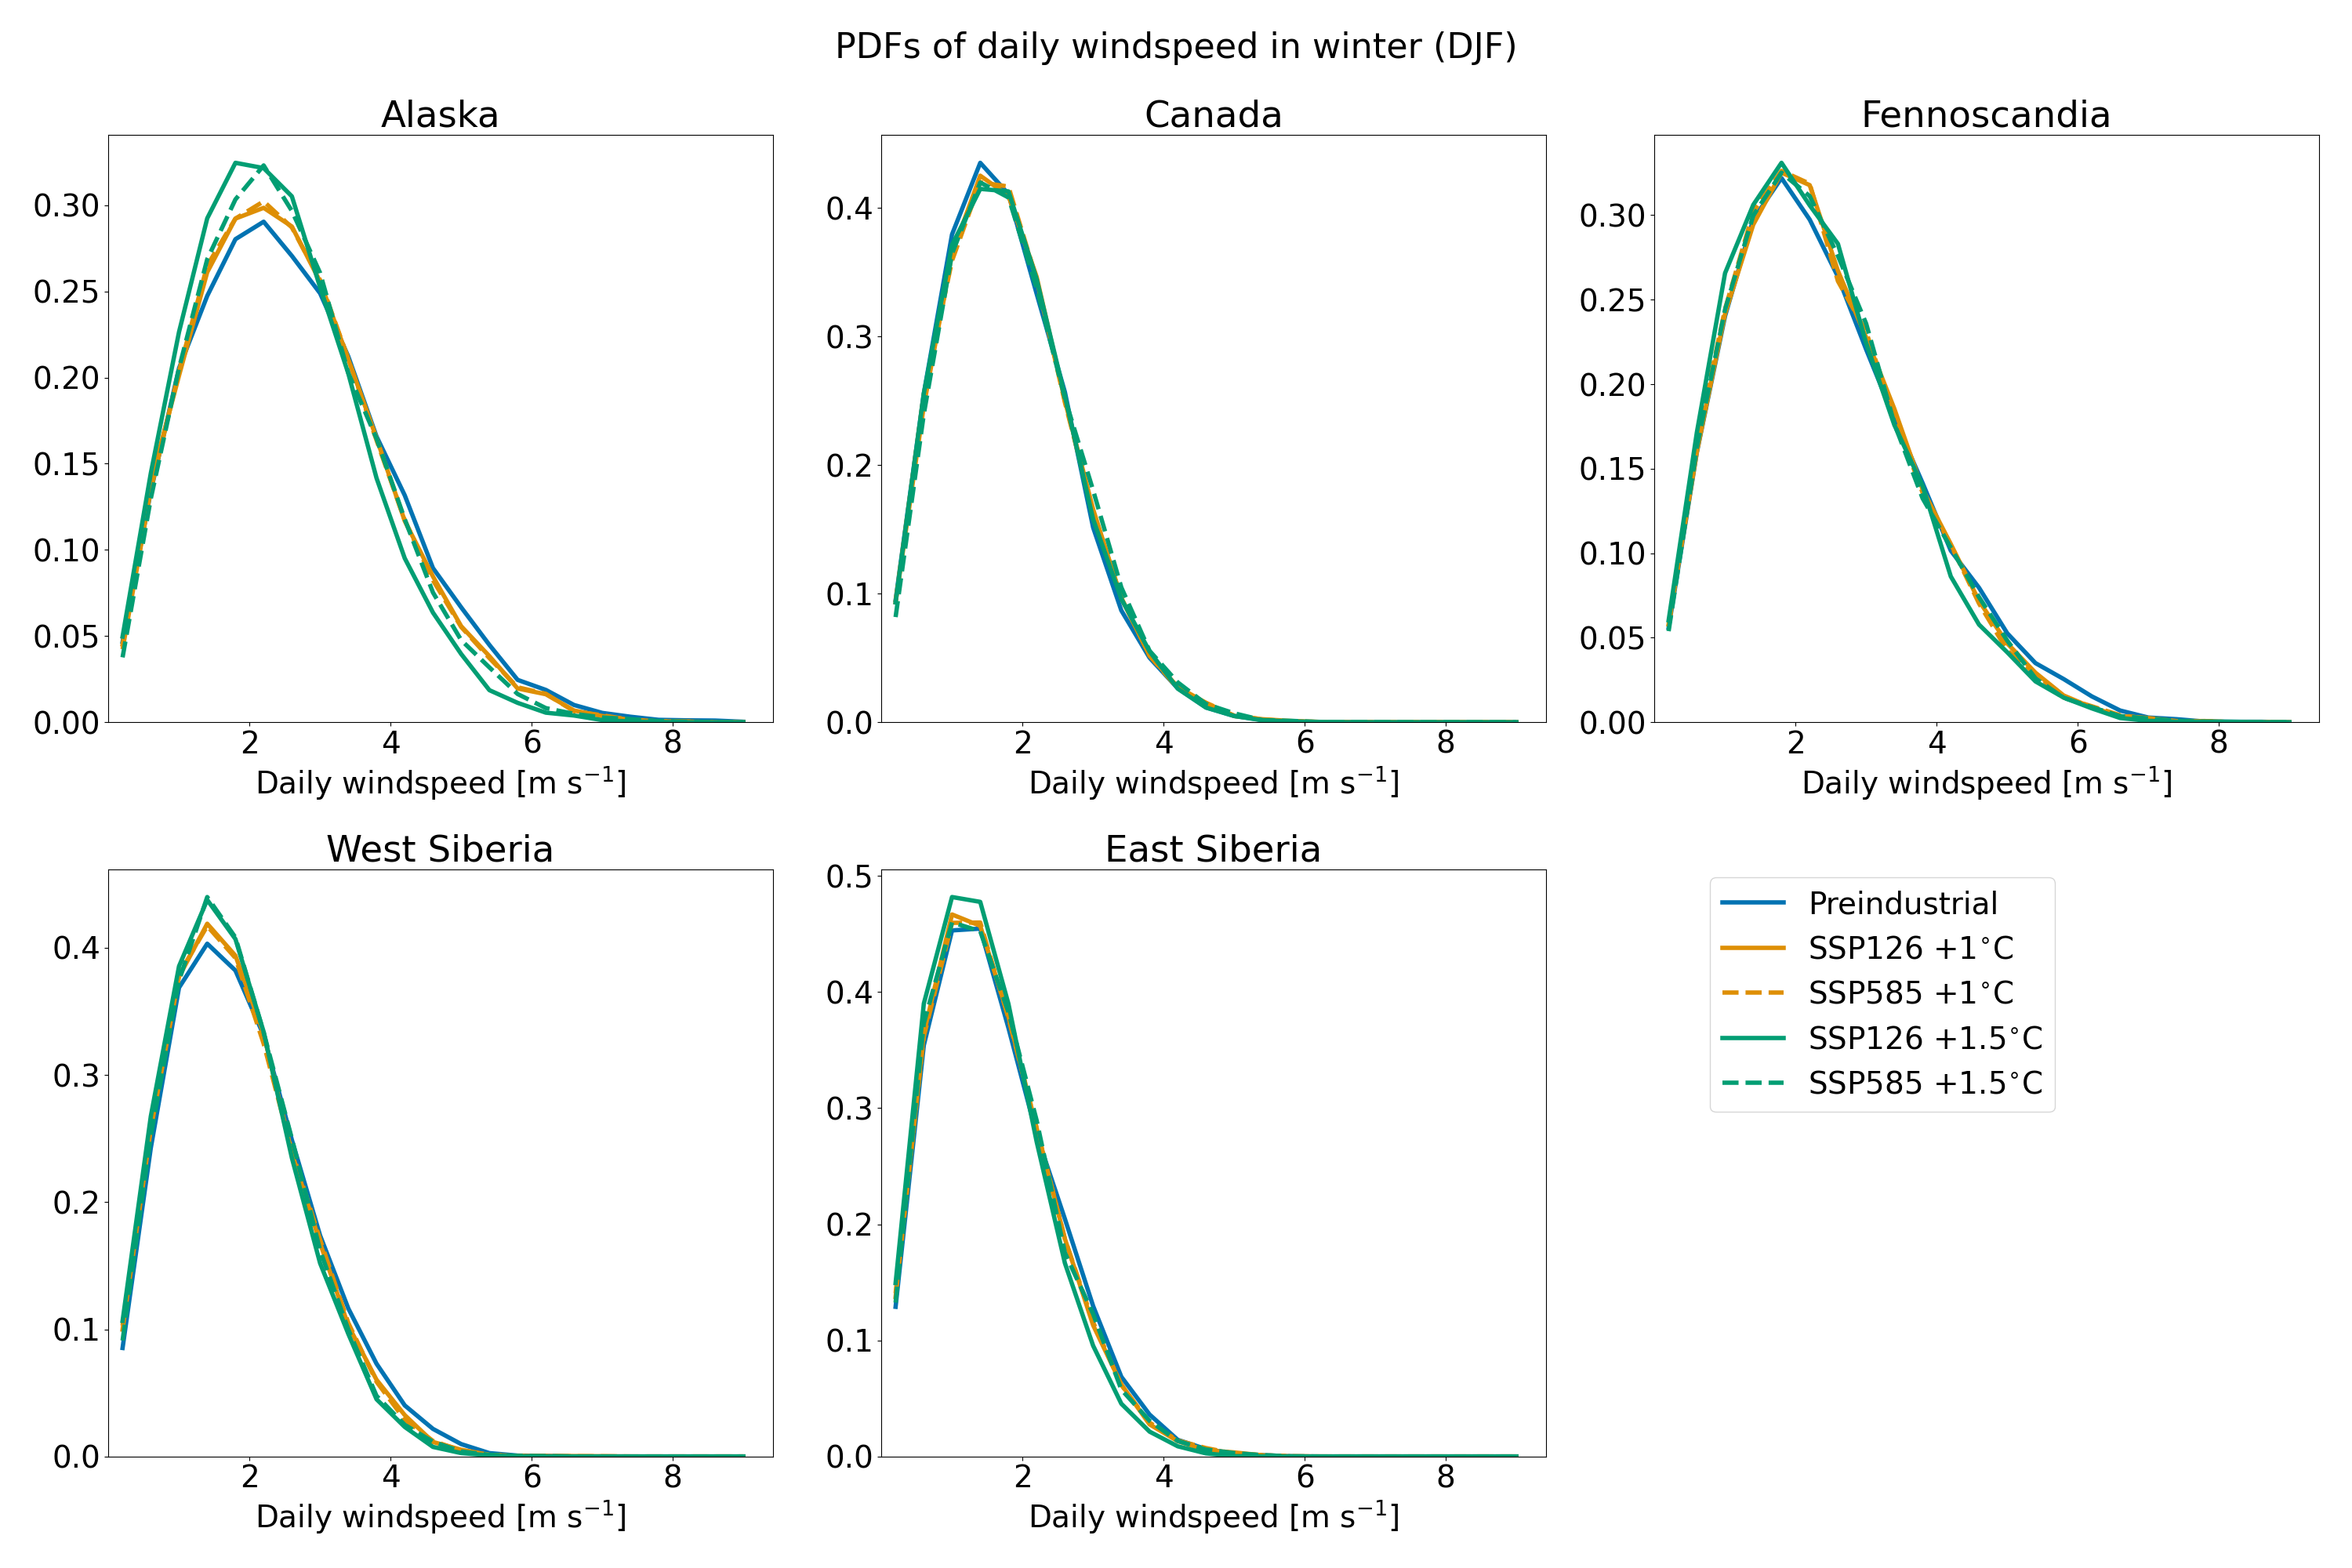 PDFs of daily windspeed in winter (DJF)
Alaska
0.30
0.25
0.20
0.15
0.10
0.05
0.00
2 4 6 8
Daily windspeed [m s⁻¹]
Canada
0.4
0.3
0.2
0.1
0.0
2 4 6 8
Daily windspeed [m s⁻¹]
Fennoscandia
0.30
0.25
0.20
0.15
0.10
0.05
0.00
2 4 6 8
Daily windspeed [m s⁻¹]
West Siberia
0.4
0.3
0.2
0.1
0.0
2 4 6 8
Daily windspeed [m s⁻¹]
East Siberia
0.5
0.4
0.3
0.2
0.1
0.0
2 4 6 8
Daily windspeed [m s⁻¹]
Preindustrial
SSP126 +1°C
SSP585 +1°C
SSP126 +1.5°C
SSP585 +1.5°C